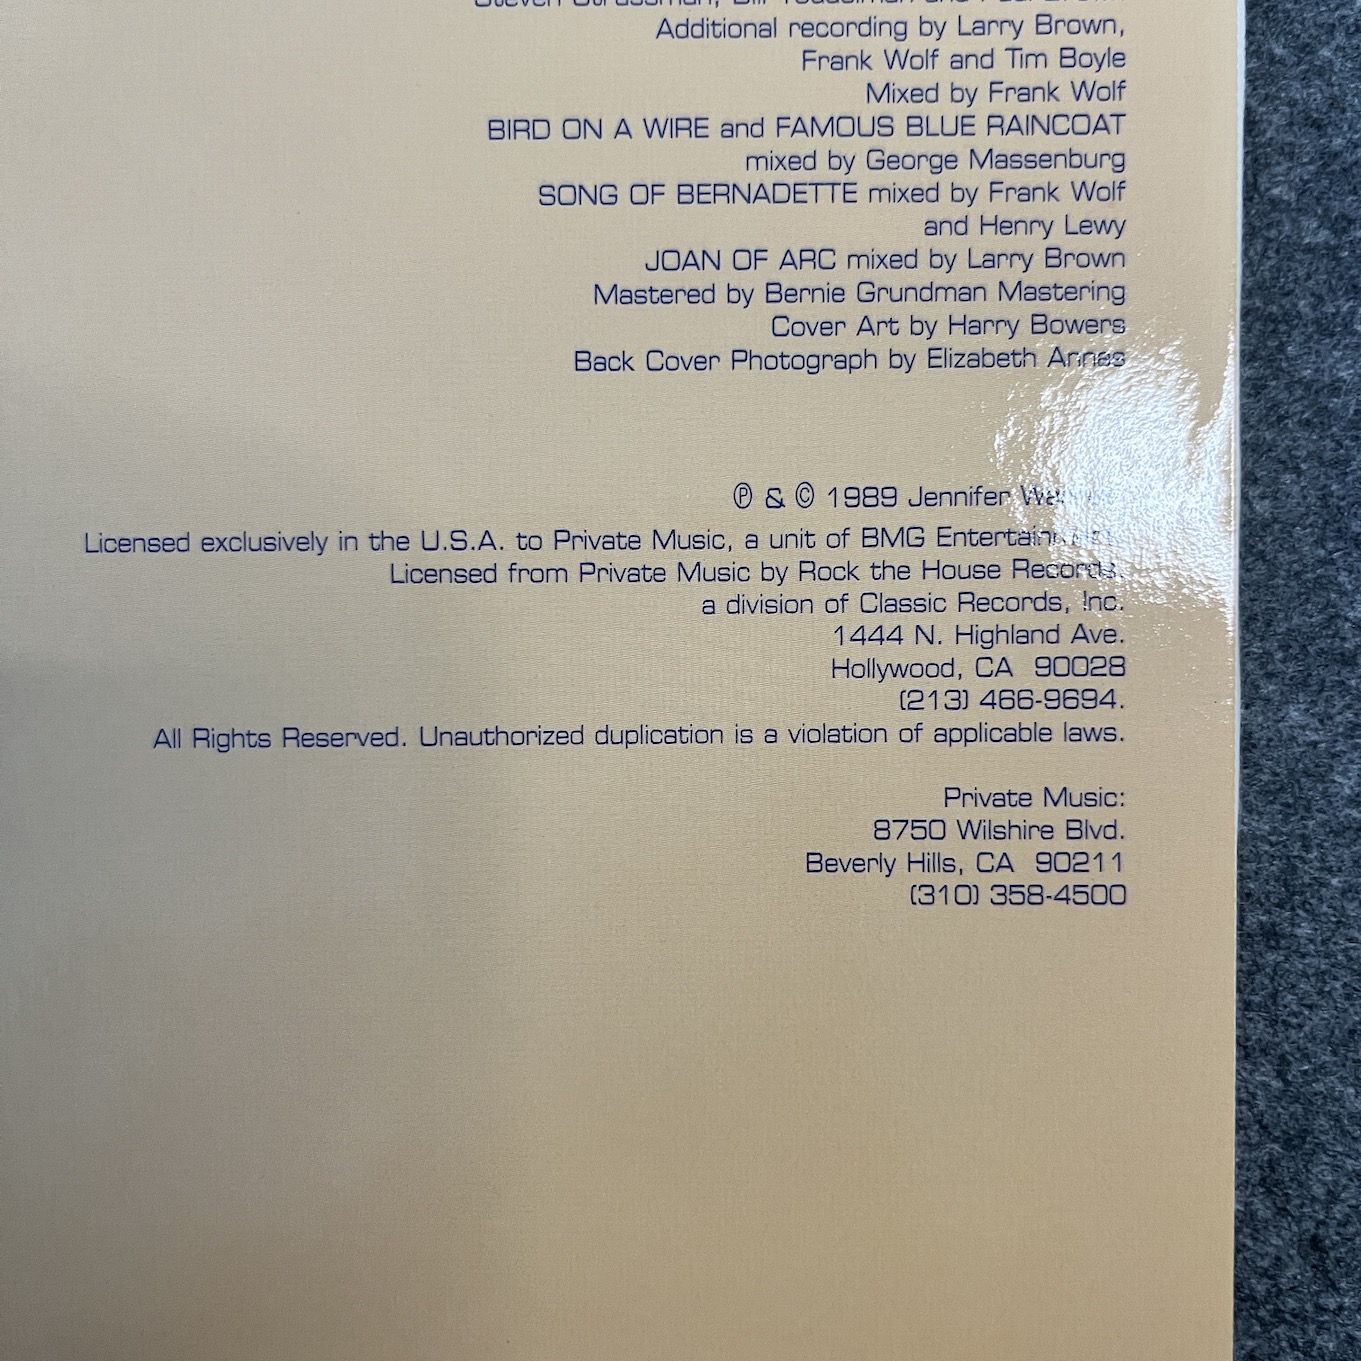 Additional recording by Larry Brown,
Frank Wolf and Tim Boyle
Mixed by Frank Wolf
BIRD ON A WIRE and FAMOUS BLUE RAINCOAT
mixed by George Massenburg
SONG OF BERNADETTE mixed by Frank Wolf
and Henry Lewy
JOAN OF ARC mixed by Larry Brown
Mastered by Bernie Grundman Mastering
Cover Art by Harry Bowers
Back Cover Photograph by Elizabeth Annas
℗ & © 1989 Jennifer
Licensed exclusively in the U.S.A. to Private Music, a unit of BMG
Licensed from Private Music by Rock the House Records,
a division of Classic Records, Inc.
1444 N. Highland Ave.
Hollywood, CA 90028
(213) 466-9694.
All Rights Reserved. Unauthorized duplication is a violation of applicable laws.
Private Music:
8750 Wilshire Blvd.
Beverly Hills, CA 90211
(310) 358-4500